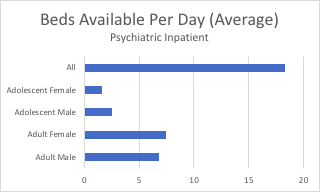 Beds Available Per Day (Average)
Psychiatric Inpatient
All
Adolescent Female
Adolescent Male
Adult Female
Adult Male
0 5 10 15 20